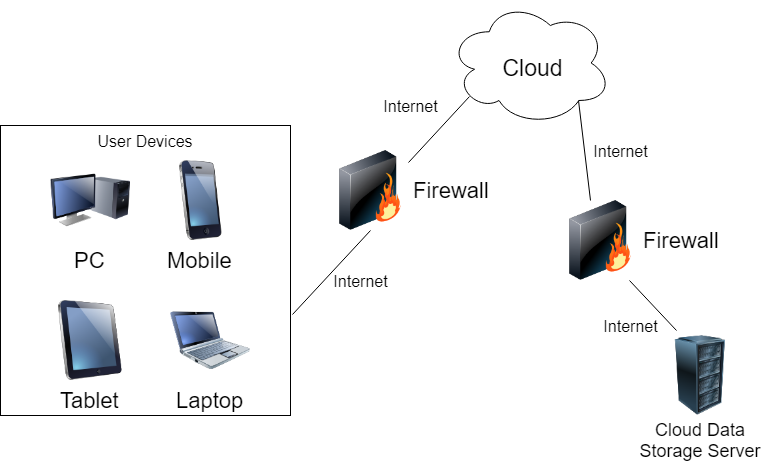 Cloud
Internet
User Devices
Internet
Firewall
Firewall
PC
Mobile
Internet
Internet
Tablet
Laptop
Cloud Data
Storage Server